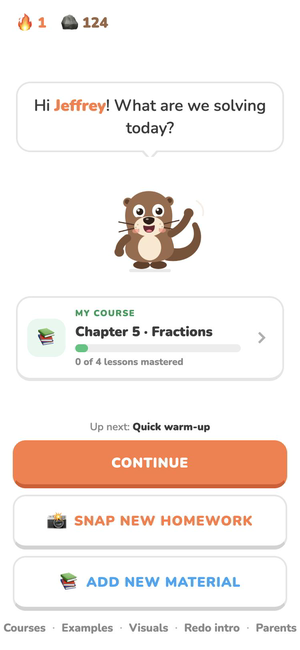 🔥 1 🪨 124
Hi Jeffrey! What are we solving
today?
MY COURSE
Chapter 5 · Fractions
0 of 4 lessons mastered
Up next: Quick warm-up
CONTINUE
📸 SNAP NEW HOMEWORK
📚 ADD NEW MATERIAL
Courses · Examples · Visuals · Redo intro · Parents